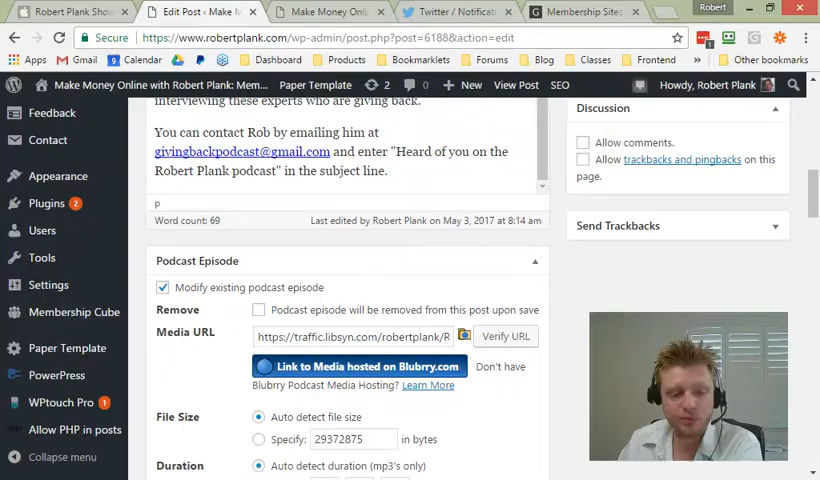 Robert
Robert Plank Show
Edit Post ‹ Make M
Make Money Onli
Twitter / Notificat
Membership Site
Secure
https://www.robertplank.com/wp-admin/post.php?post=6188&action=edit
1
Apps
Gmail
Calendar
Dashboard
Products
Bookmarklets
Forum
Blog
Classes
Frontend
Other bookmarks
Make Money Online with Robert Plank: Mem...
Paper Template
2
0
New
View Post
SEO
Howdy, Robert Plank
Feedback
Contact
Appearance
Plugins 2
Users
Tools
Settings
Membership Cube
Paper Template
PowerPress
WPtouch Pro 1
Allow PHP in posts
Collapse menu
interviewing these experts who are giving back.
You can contact Rob by emailing him at
givingbackpodcast@gmail.com and enter "Heard of you on the
Robert Plank podcast" in the subject line.
p
Word count: 69
Last edited by Robert Plank on May 3, 2017 at 8:14 am
Podcast Episode
Modify existing podcast episode
Remove
Podcast episode will be removed from this post upon save
Media URL
https://traffic.libsyn.com/robertplank/R
Verify URL
Link to Media hosted on Blubrry.com
Don't have
Blubrry Podcast Media Hosting? Learn More
File Size
Auto detect file size
Specify: 29372875 in bytes
Duration
Auto detect duration (mp3's only)
Discussion
Allow comments.
Allow trackbacks and pingbacks on this
page.
Send Trackbacks